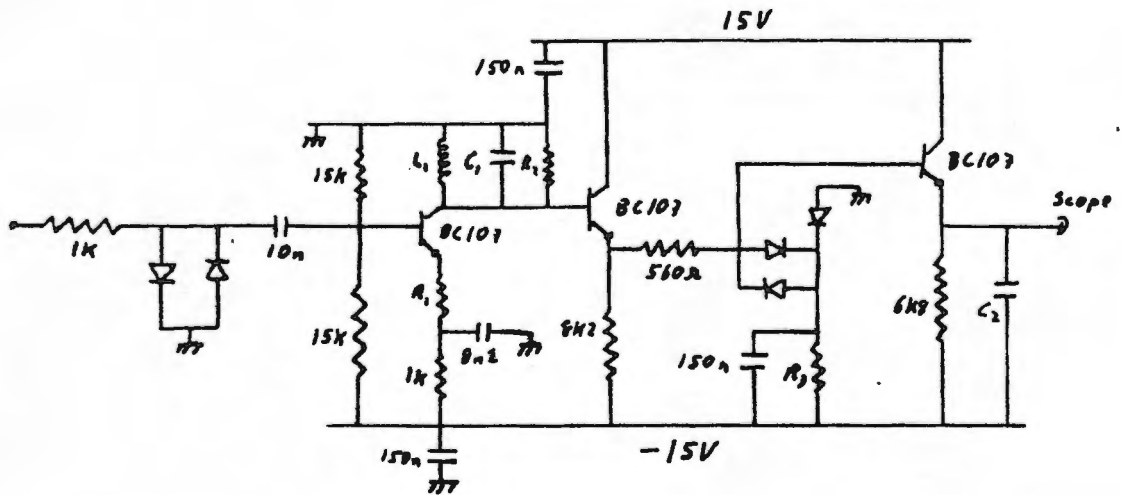 15V
150n
15k
L1
C1
R2
BC107
BC107
BC107
Scope
1K
10n
560Ω
R1
15k
8n2
8K2
6k8
C2
1k
150n
R3
150n
-15V